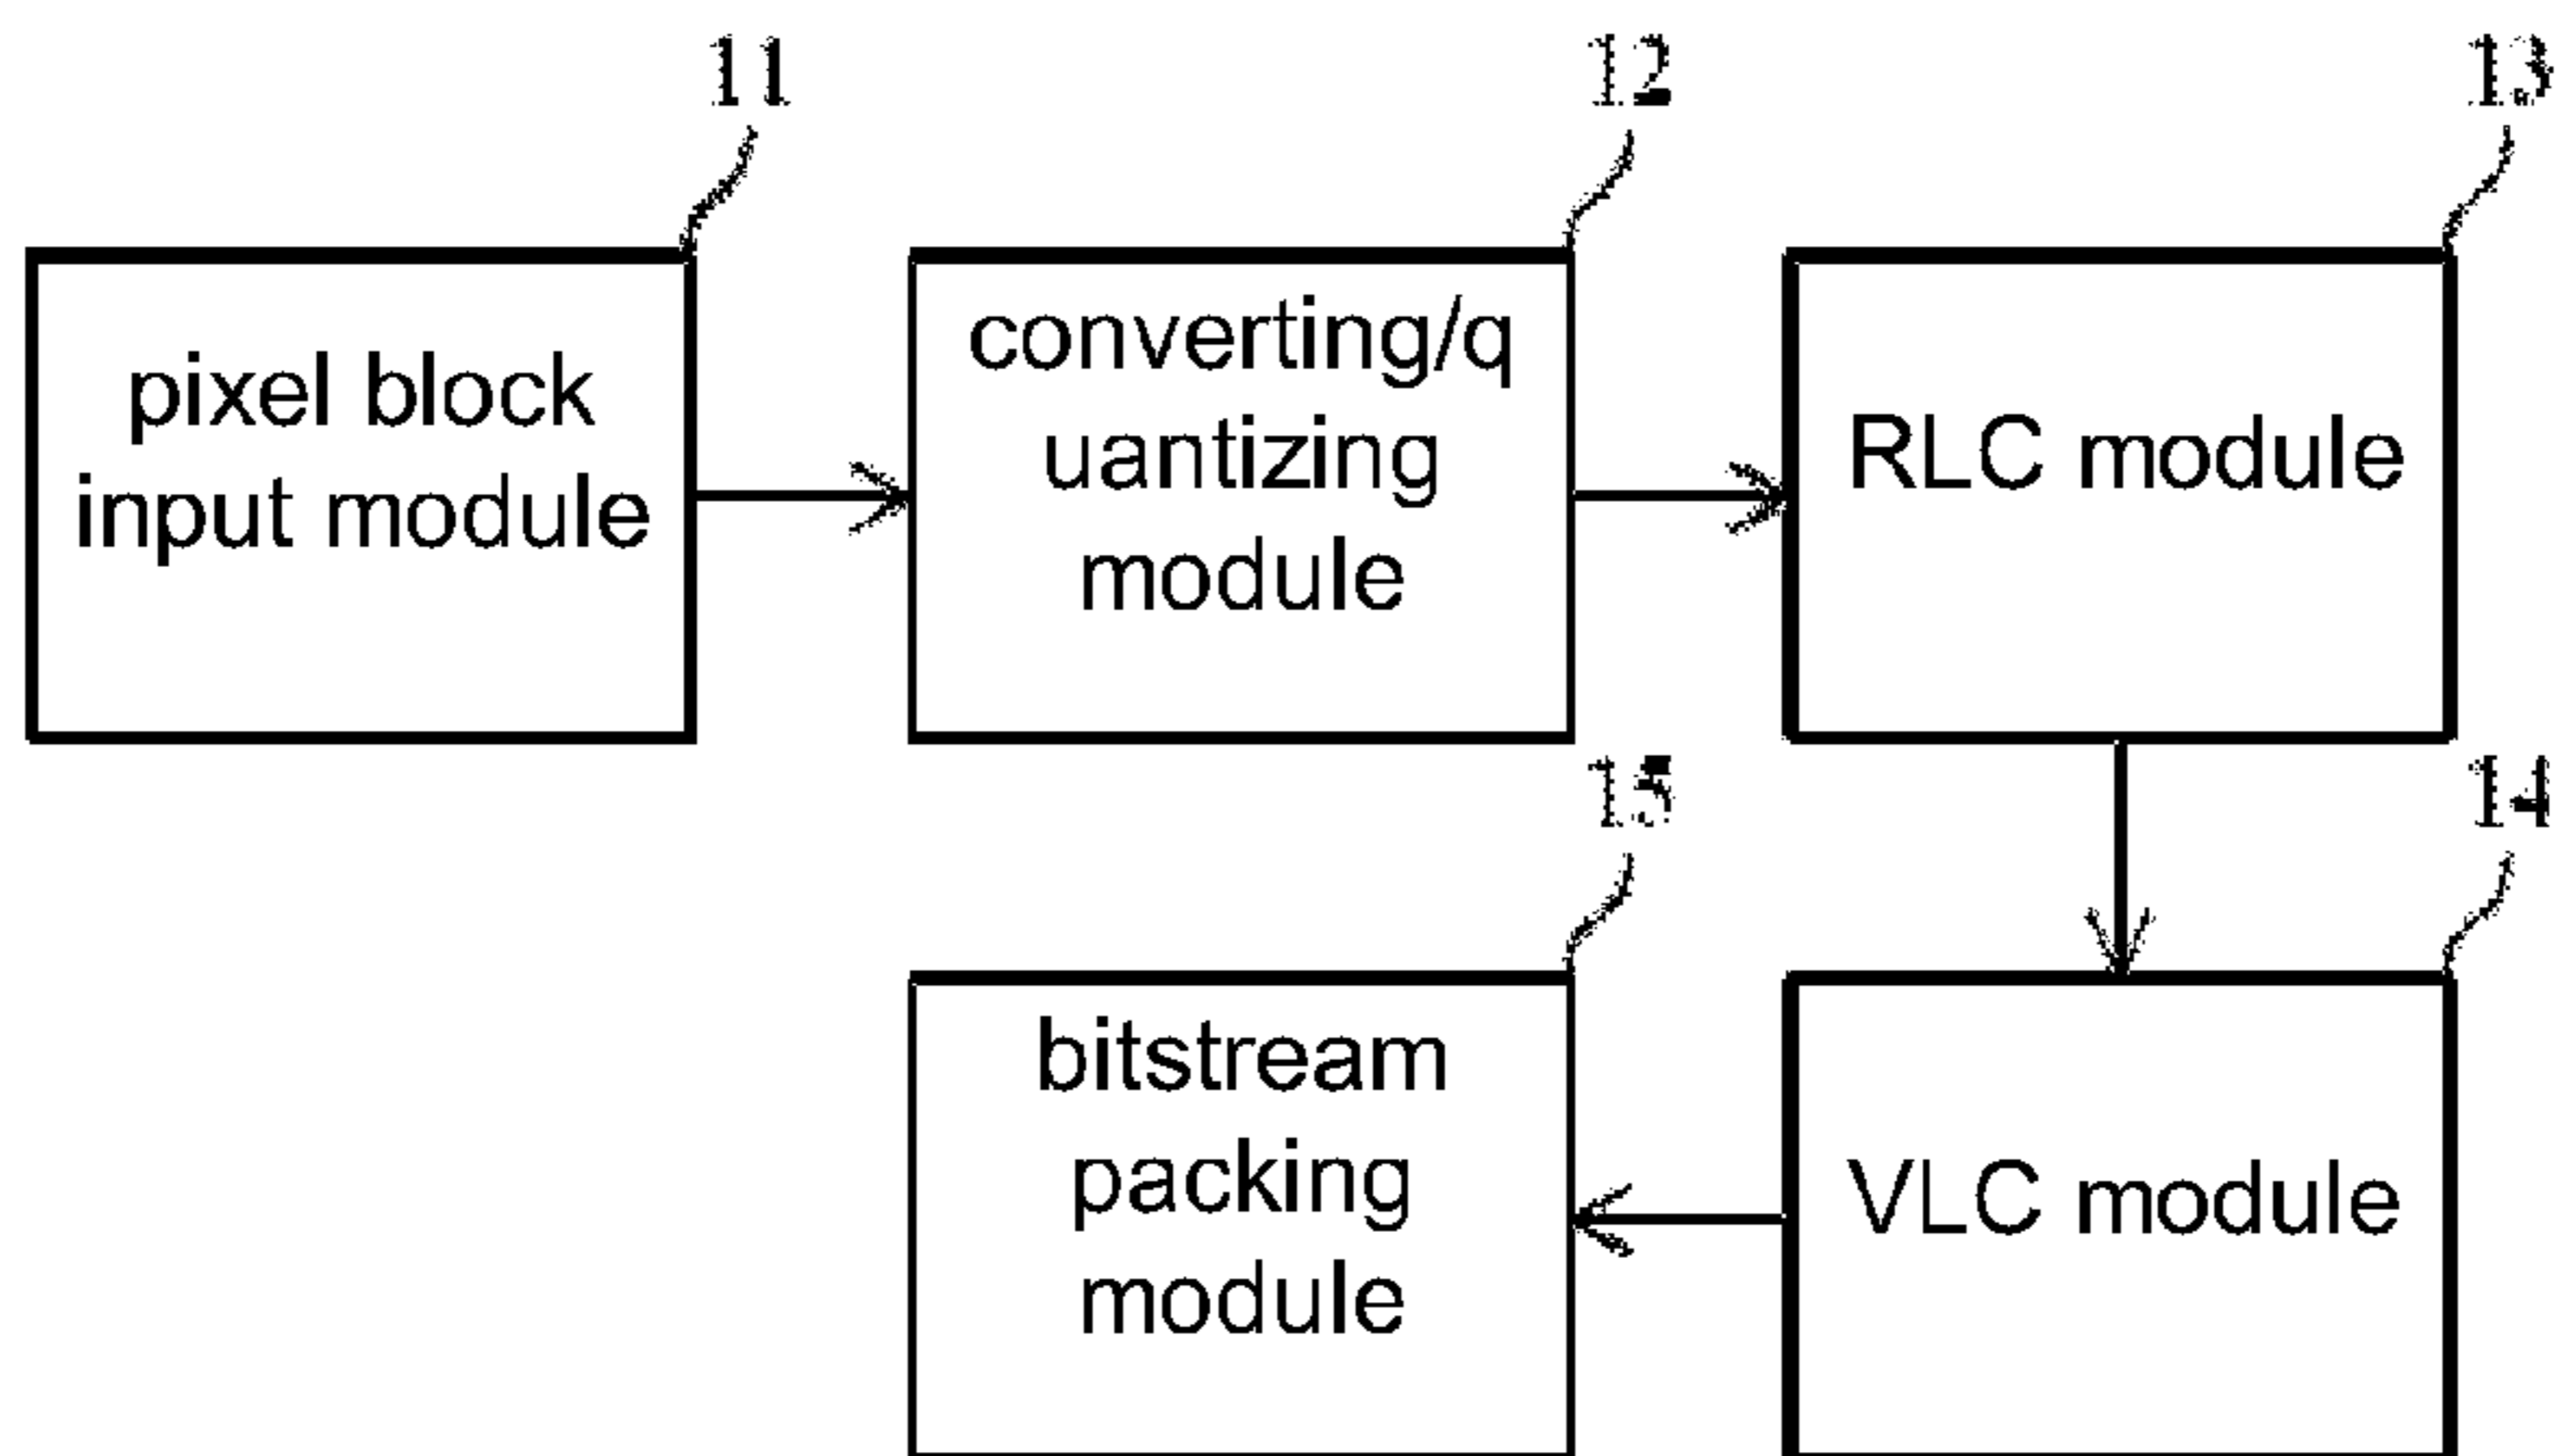 11
12
13
pixel block
input module
converting/q
uantizing
module
RLC module
15
14
bitstream
packing
module
VLC module